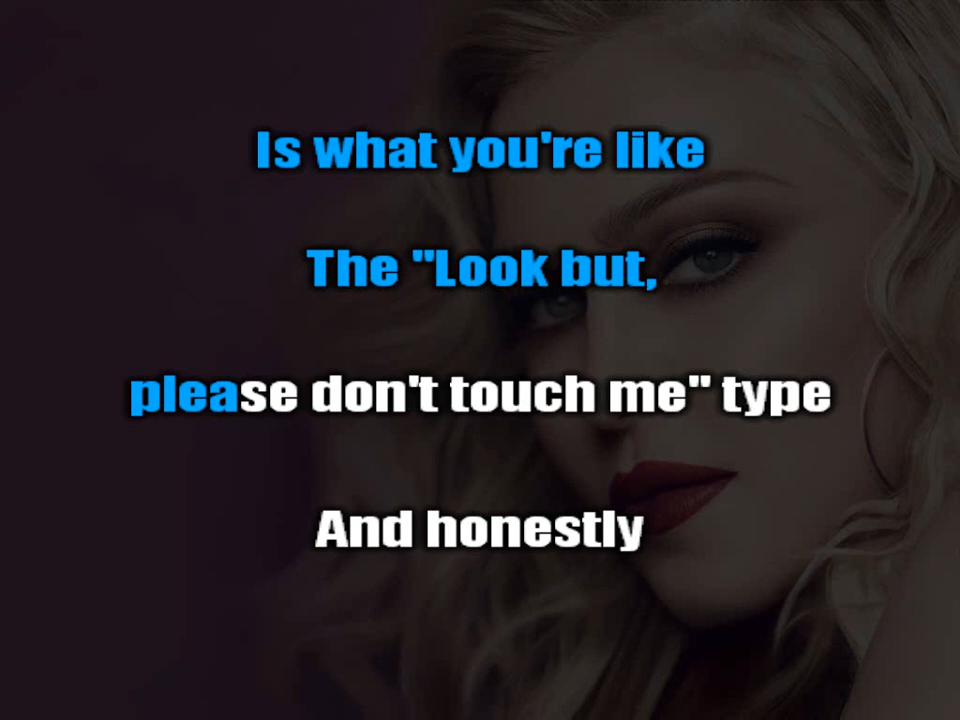 Is what you're like
The "Look but,
please don't touch me" type
And honestly